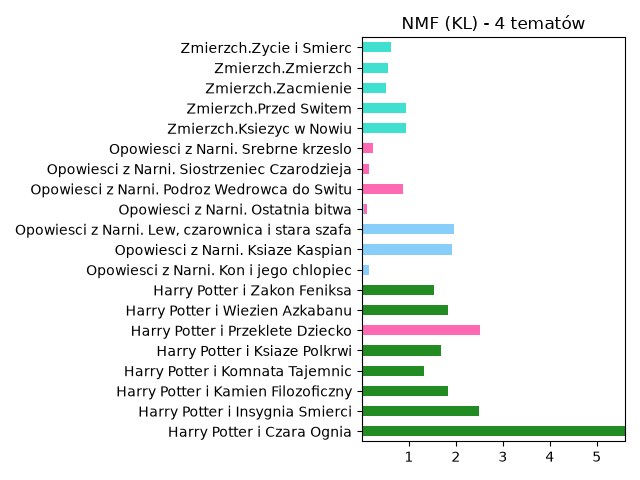 NMF (KL) - 4 tematów
Zmierzch.Zycie i Smierc
Zmierzch.Zmierzch
Zmierzch.Zacmienie
Zmierzch.Przed Switem
Zmierzch.Ksiezyc w Nowiu
Opowiesci z Narni. Srebrne krzeslo
Opowiesci z Narni. Siostrzeniec Czarodzieja
Opowiesci z Narni. Podroz Wedrowca do Switu
Opowiesci z Narni. Ostatnia bitwa
Opowiesci z Narni. Lew, czarownica i stara szafa
Opowiesci z Narni. Ksiaze Kaspian
Opowiesci z Narni. Kon i jego chlopiec
Harry Potter i Zakon Feniksa
Harry Potter i Wiezien Azkabanu
Harry Potter i Przeklete Dziecko
Harry Potter i Ksiaze Polkrwi
Harry Potter i Komnata Tajemnic
Harry Potter i Kamien Filozoficzny
Harry Potter i Insygnia Smierci
Harry Potter i Czara Ognia
1 2 3 4 5